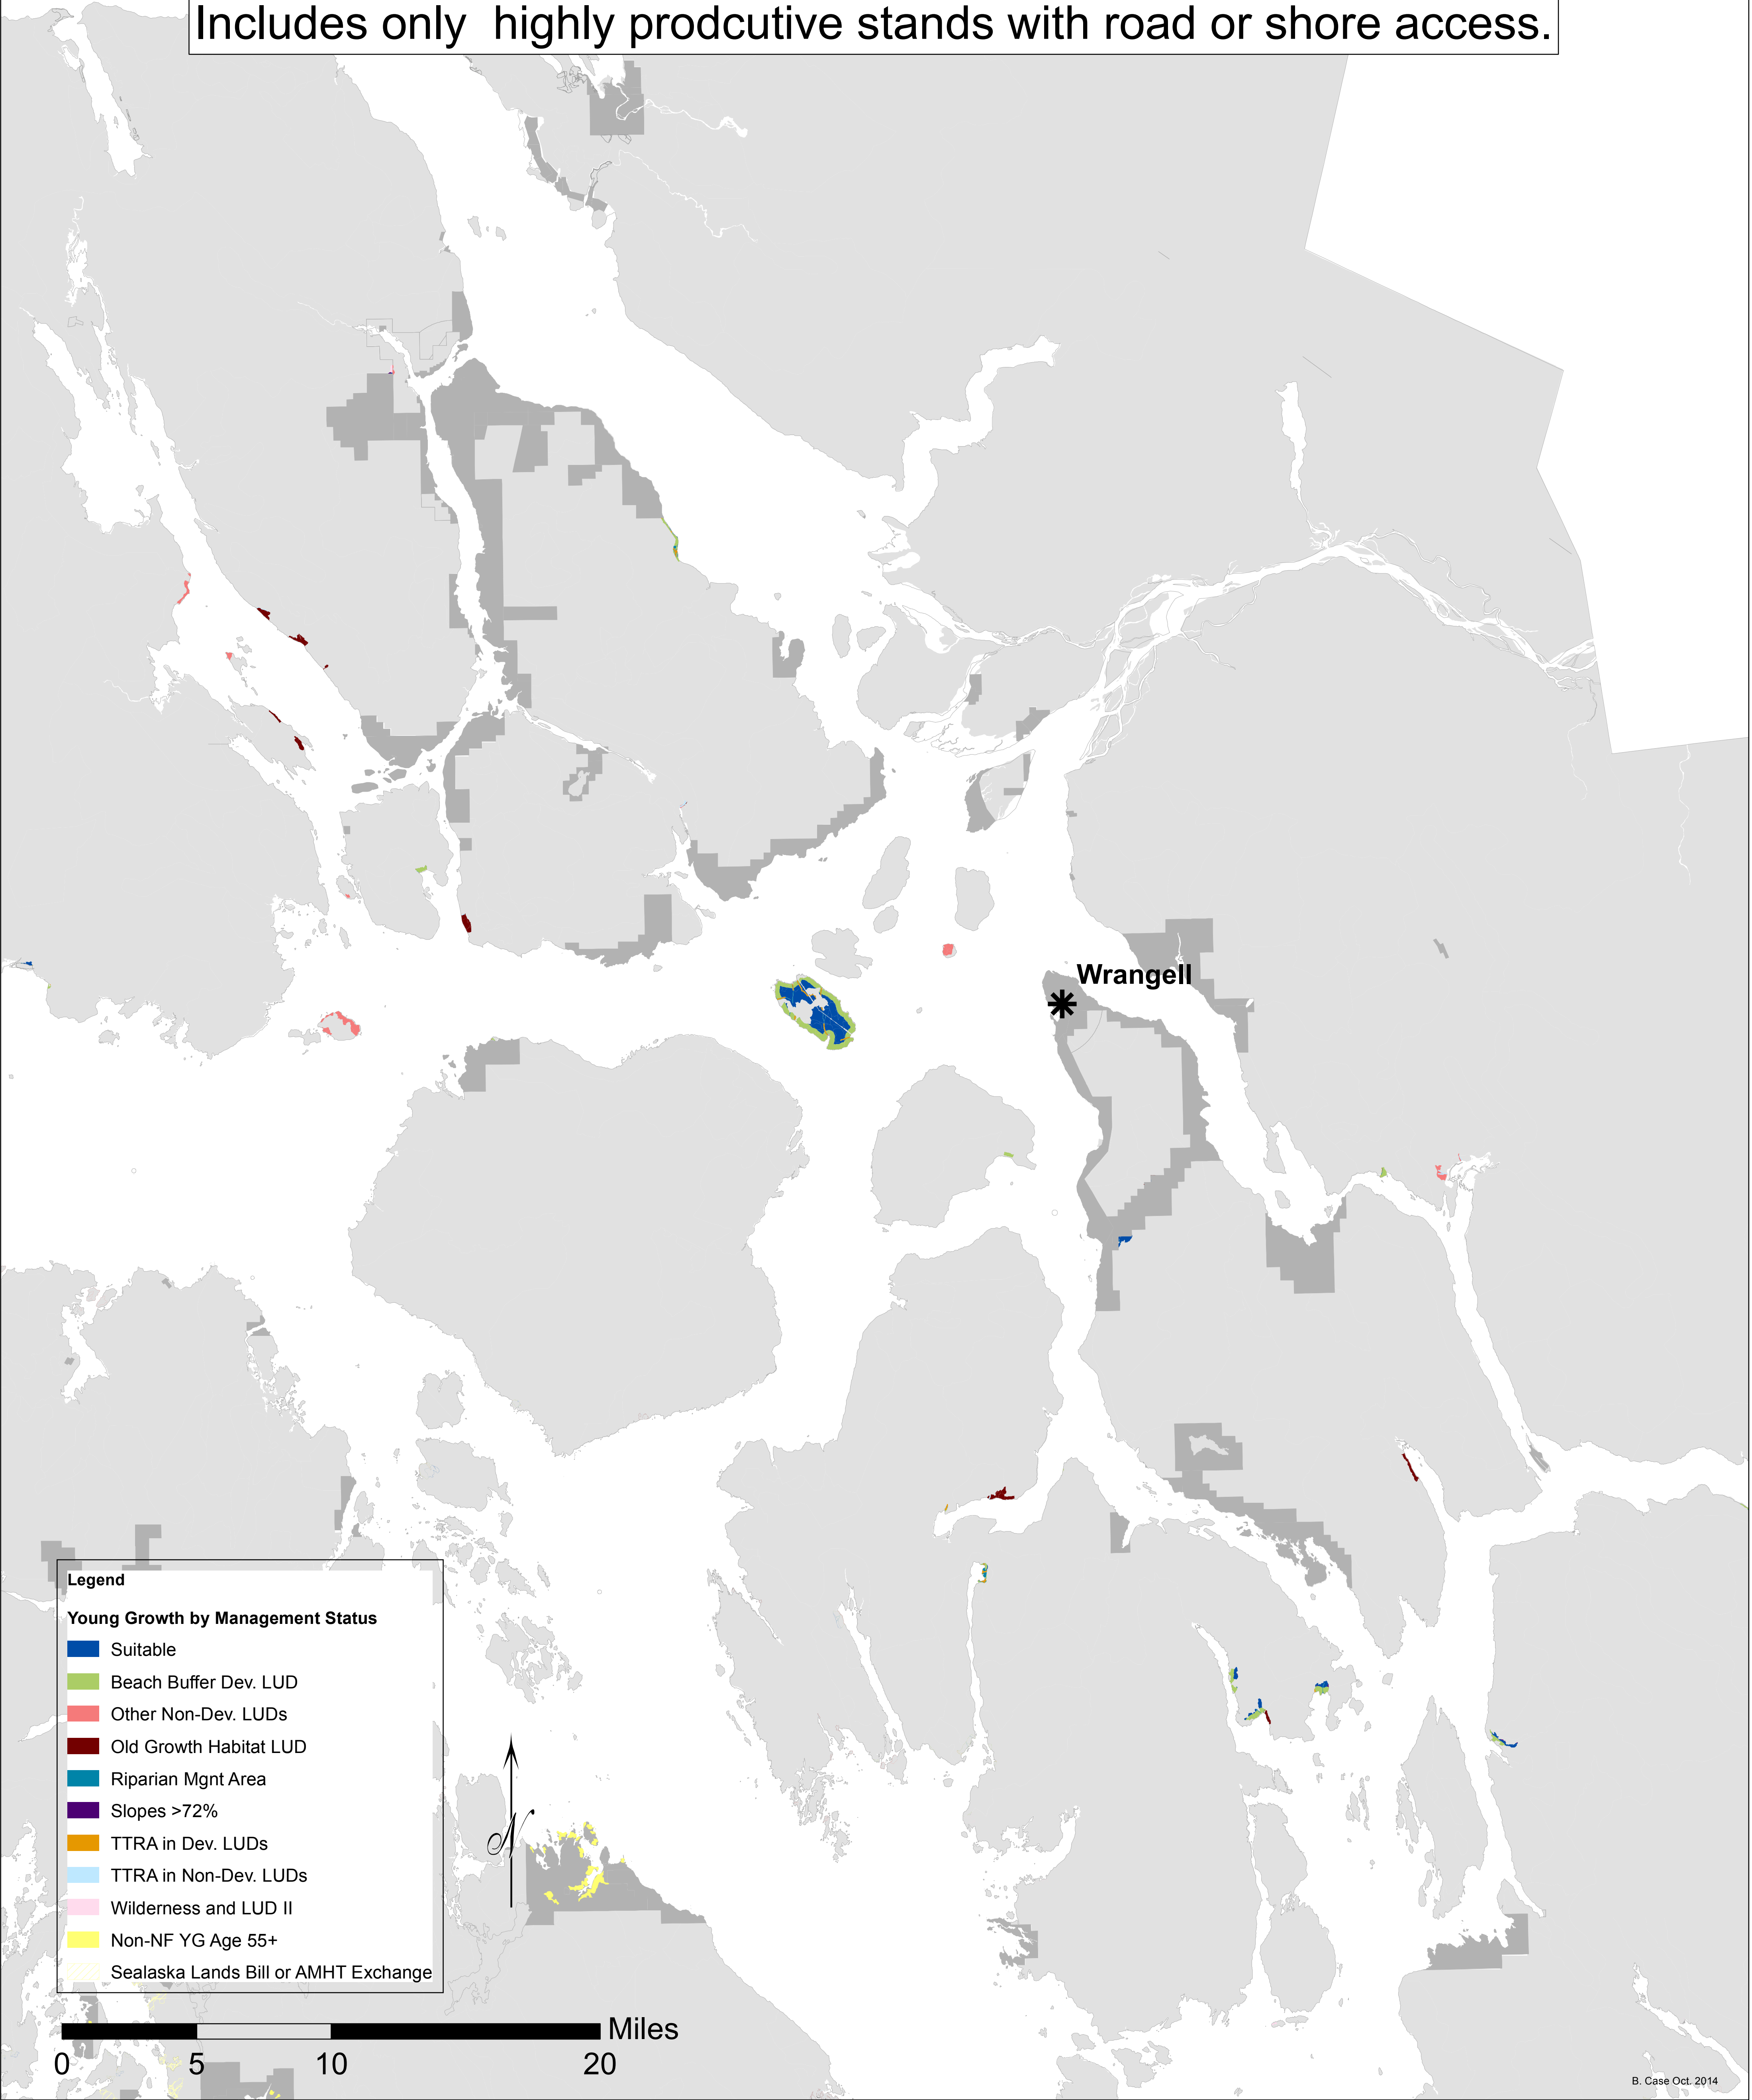 Includes only  highly prodcutive stands with road or shore access.
Wrangell
Legend
Young Growth by Management Status
Suitable
Beach Buffer Dev. LUD
Other Non-Dev. LUDs
Old Growth Habitat LUD
Riparian Mgnt Area
Slopes >72%
TTRA in Dev. LUDs
TTRA in Non-Dev. LUDs
Wilderness and LUD II
Non-NF YG Age 55+
Sealaska Lands Bill or AMHT Exchange
N
Miles
0 5 10 20
B. Case Oct. 2014